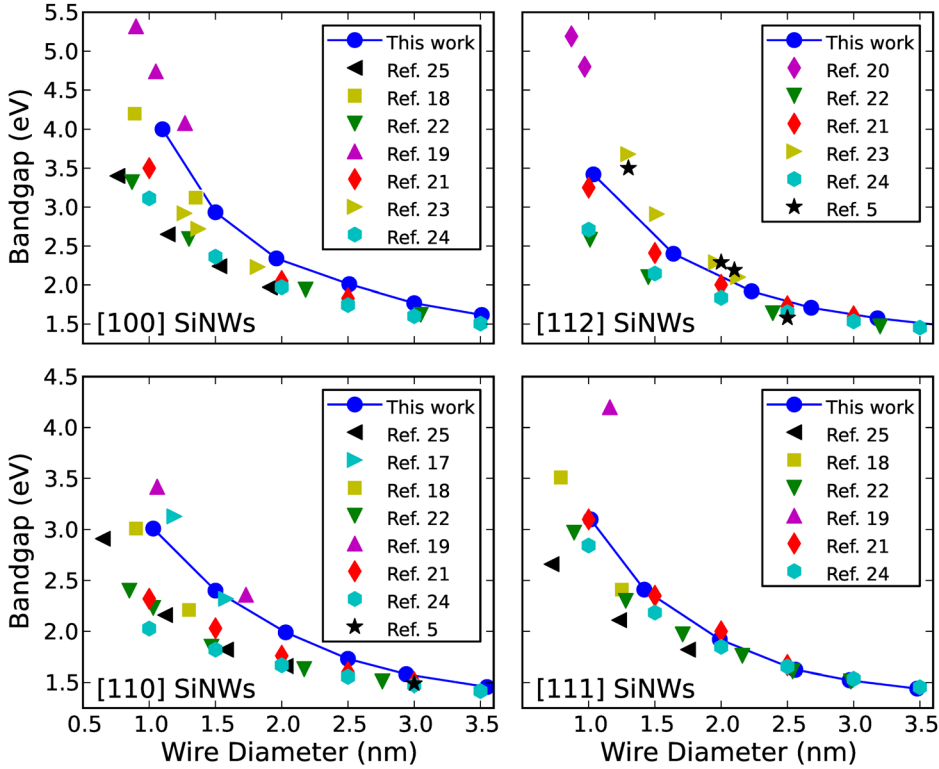 5.5
5.0
4.5
4.0
3.5
3.0
2.5
2.0
1.5
Bandgap (eV)
This work
Ref. 25
Ref. 18
Ref. 22
Ref. 19
Ref. 21
Ref. 23
Ref. 24
[100] SiNWs
This work
Ref. 20
Ref. 22
Ref. 21
Ref. 23
Ref. 24
Ref. 5
[112] SiNWs
4.5
4.0
3.5
3.0
2.5
2.0
1.5
Bandgap (eV)
This work
Ref. 25
Ref. 17
Ref. 18
Ref. 22
Ref. 19
Ref. 21
Ref. 24
Ref. 5
[110] SiNWs
0.5 1.0 1.5 2.0 2.5 3.0 3.5
Wire Diameter (nm)
This work
Ref. 25
Ref. 18
Ref. 22
Ref. 19
Ref. 21
Ref. 24
[111] SiNWs
1.0 1.5 2.0 2.5 3.0 3.5
Wire Diameter (nm)